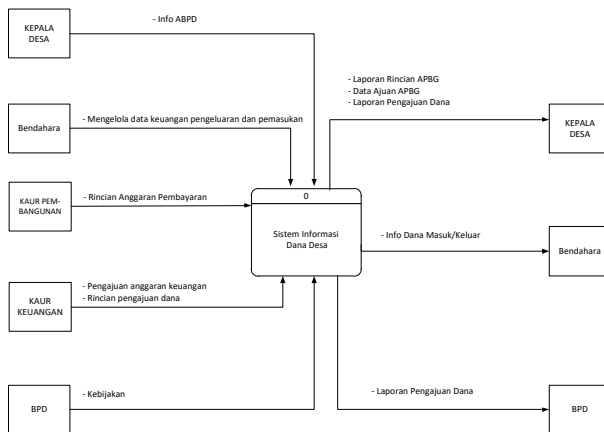 KEPALA
DESA
- Info ABPD
- Laporan Rincian APBG
- Data Ajuan APBG
- Laporan Pengajuan Dana
Bendahara
- Mengelola data keuangan pengeluaran dan pemasukan
KEPALA
DESA
KAUR PEM-
BANGUNAN
- Rincian Anggaran Pembayaran
0
Sistem Informasi
Dana Desa
- Info Dana Masuk/Keluar
Bendahara
KAUR
KEUANGAN
- Pengajuan anggaran keuangan
- Rincian pengajuan dana
BPD
- Kebijakan
- Laporan Pengajuan Dana
BPD